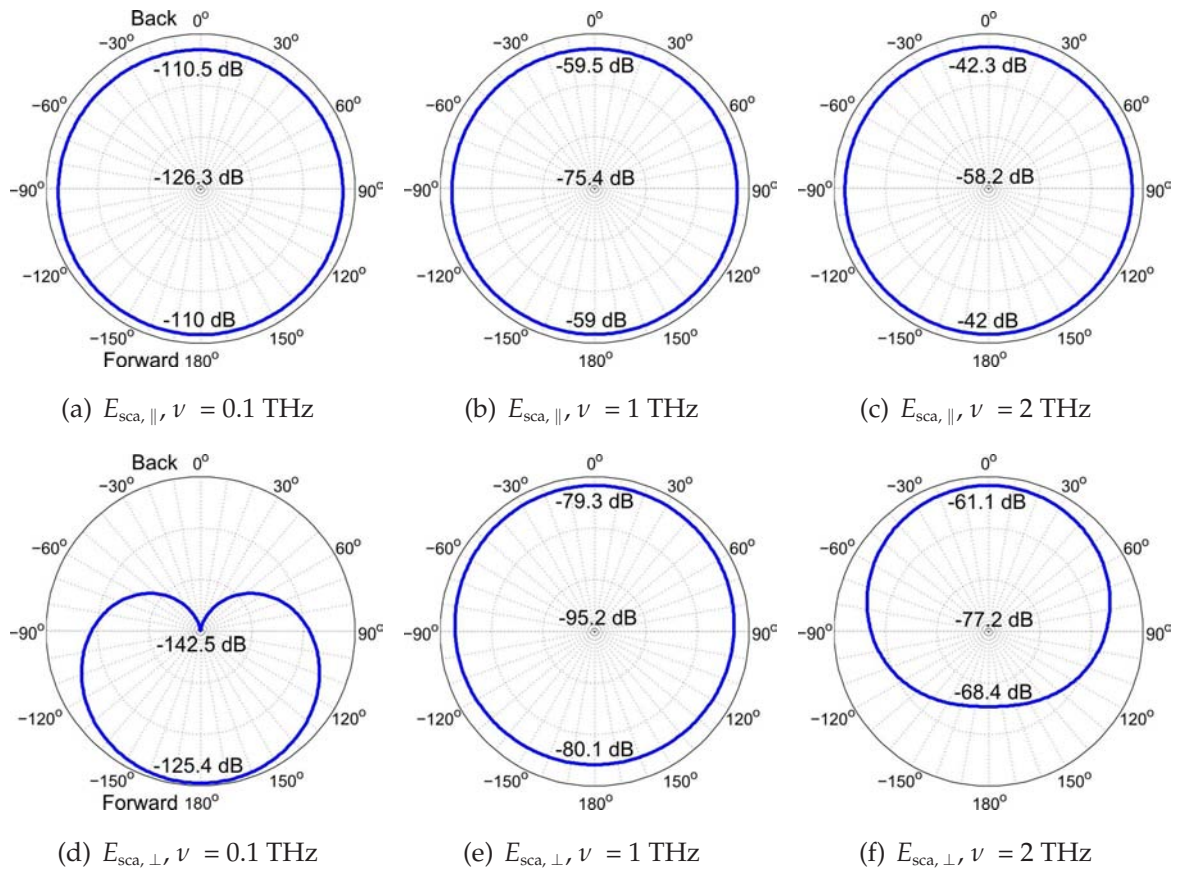 Back 0° 0° 0°
−30° 30° −30° 30° −30° 30°
-110.5 dB -59.5 dB -42.3 dB
−60° 60° −60° 60° −60° 60°
-126.3 dB -75.4 dB -58.2 dB
−90° 90° −90° 90° −90° 90°
−120° 120° −120° 120° −120° 120°
-110 dB -59 dB -42 dB
−150° 150° −150° 150° −150° 150°
Forward 180° 180° 180°
(a) E_sca, ∥, ν = 0.1 THz (b) E_sca, ∥, ν = 1 THz (c) E_sca, ∥, ν = 2 THz
Back 0° 0° 0°
−30° 30° −30° 30° −30° 30°
-79.3 dB -61.1 dB
−60° 60° −60° 60° −60° 60°
-142.5 dB -95.2 dB -77.2 dB
−90° 90° −90° 90° −90° 90°
-68.4 dB
−120° 120° −120° 120° −120° 120°
-125.4 dB -80.1 dB
−150° 150° −150° 150° −150° 150°
Forward 180° 180° 180°
(d) E_sca, ⊥, ν = 0.1 THz (e) E_sca, ⊥, ν = 1 THz (f) E_sca, ⊥, ν = 2 THz